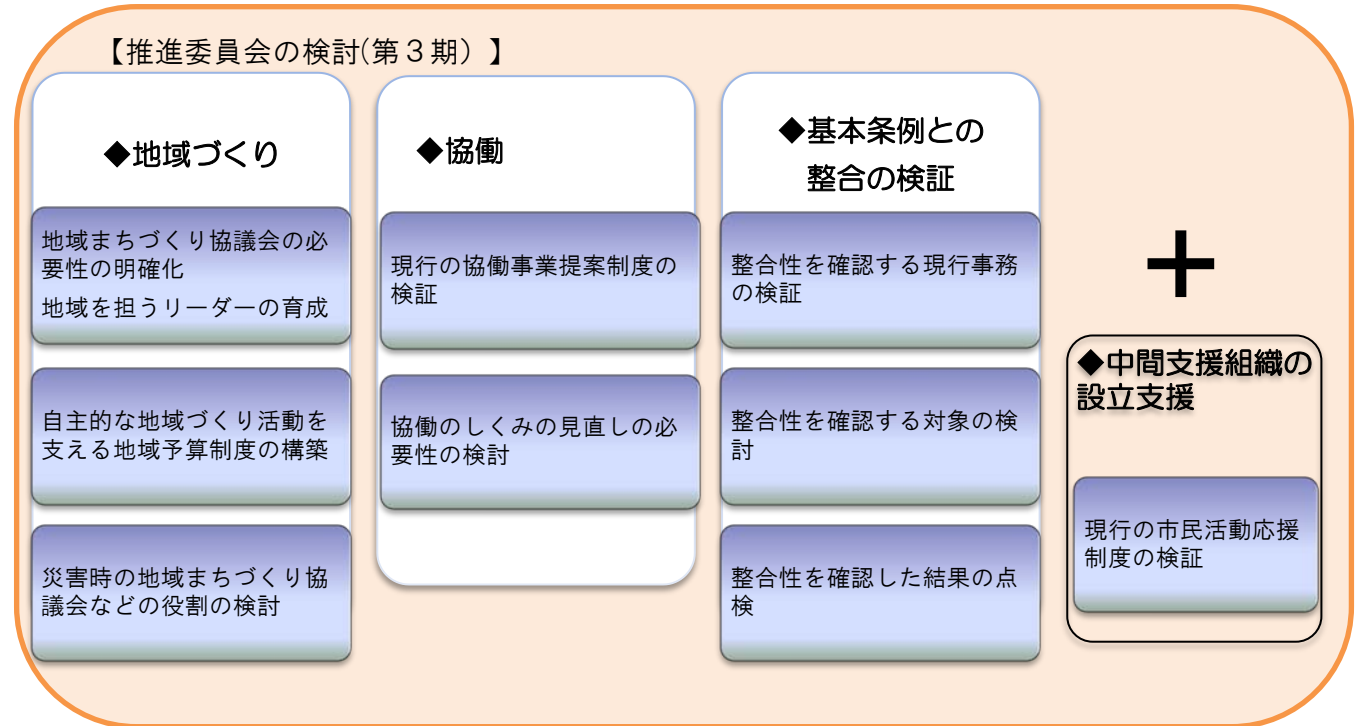 【推進委員会の検討(第３期）】
◆地域づくり
地域まちづくり協議会の必
要性の明確化
地域を担うリーダーの育成
自主的な地域づくり活動を
支える地域予算制度の構築
災害時の地域まちづくり協
議会などの役割の検討
◆協働
現行の協働事業提案制度の
検証
協働のしくみの見直しの必
要性の検討
◆基本条例との
整合の検証
整合性を確認する現行事務
の検証
整合性を確認する対象の検
討
整合性を確認した結果の点
検
＋
◆中間支援組織の
設立支援
現行の市民活動応援
制度の検証